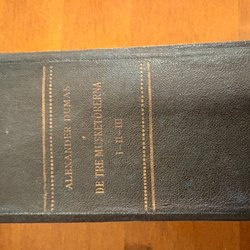 ALEXANDER DUMAS
DE TRE MUSKETÖRERNA
I-II-III